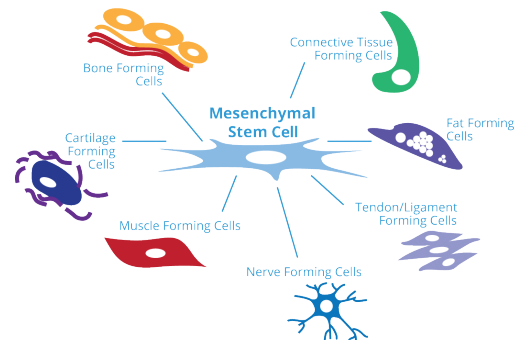 Connective Tissue
Forming Cells
Bone Forming
Cells
Mesenchymal
Stem Cell
Fat Forming
Cells
Cartilage
Forming
Cells
Tendon/Ligament
Forming Cells
Muscle Forming Cells
Nerve Forming Cells